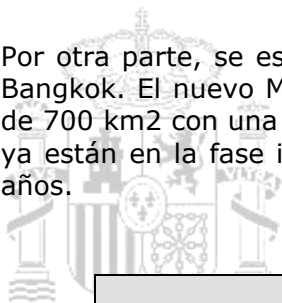 Por otra parte, se es
Bangkok. El nuevo M
de 700 km2 con una
ya están en la fase i
años.